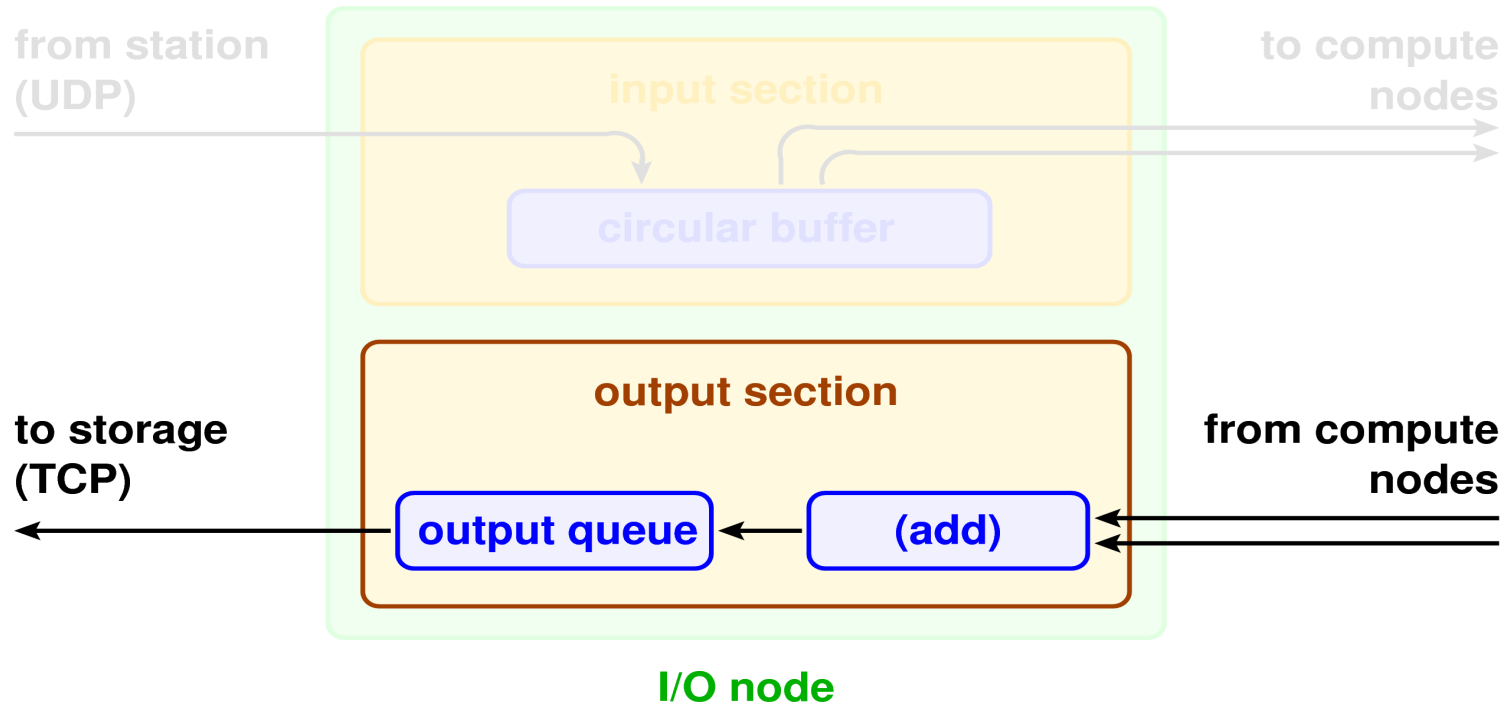 from station
(UDP)
to compute
nodes
input section
circular buffer
output section
to storage
(TCP)
from compute
nodes
output queue
(add)
I/O node